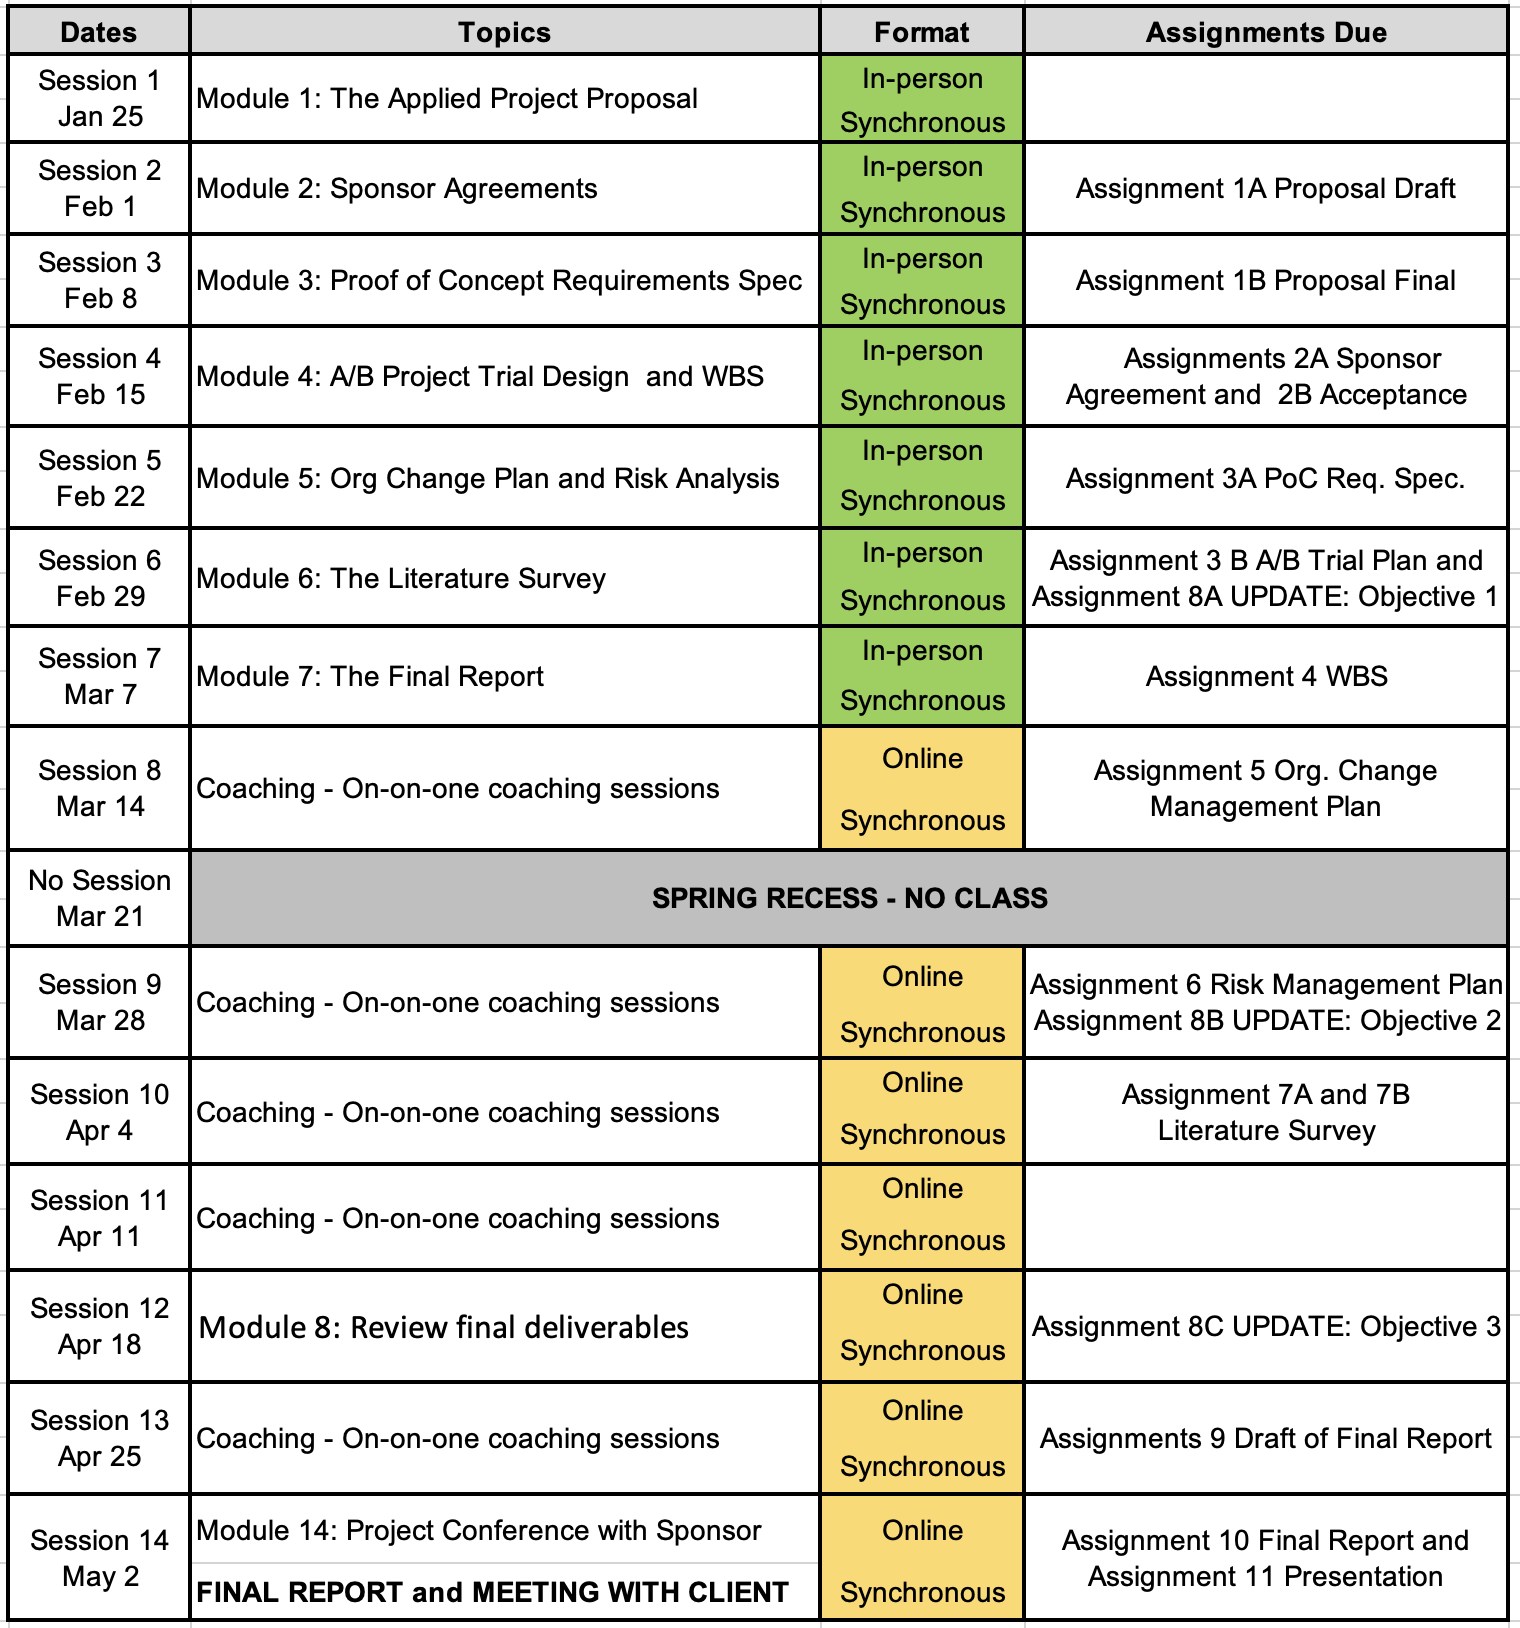 Dates Topics Format Assignments Due
Session 1
Jan 25
Module 1: The Applied Project Proposal
In-person
Synchronous
Session 2
Feb 1
Module 2: Sponsor Agreements
In-person
Synchronous
Assignment 1A Proposal Draft
Session 3
Feb 8
Module 3: Proof of Concept Requirements Spec
In-person
Synchronous
Assignment 1B Proposal Final
Session 4
Feb 15
Module 4: A/B Project Trial Design  and WBS
In-person
Synchronous
Assignments 2A Sponsor
Agreement and  2B Acceptance
Session 5
Feb 22
Module 5: Org Change Plan and Risk Analysis
In-person
Synchronous
Assignment 3A PoC Req. Spec.
Session 6
Feb 29
Module 6: The Literature Survey
In-person
Synchronous
Assignment 3 B A/B Trial Plan and
Assignment 8A UPDATE: Objective 1
Session 7
Mar 7
Module 7: The Final Report
In-person
Synchronous
Assignment 4 WBS
Session 8
Mar 14
Coaching - On-on-one coaching sessions
Online
Synchronous
Assignment 5 Org. Change
Management Plan
No Session
Mar 21
SPRING RECESS - NO CLASS
Session 9
Mar 28
Coaching - On-on-one coaching sessions
Online
Synchronous
Assignment 6 Risk Management Plan
Assignment 8B UPDATE: Objective 2
Session 10
Apr 4
Coaching - On-on-one coaching sessions
Online
Synchronous
Assignment 7A and 7B
Literature Survey
Session 11
Apr 11
Coaching - On-on-one coaching sessions
Online
Synchronous
Session 12
Apr 18
Module 8: Review final deliverables
Online
Synchronous
Assignment 8C UPDATE: Objective 3
Session 13
Apr 25
Coaching - On-on-one coaching sessions
Online
Synchronous
Assignments 9 Draft of Final Report
Session 14
May 2
Module 14: Project Conference with Sponsor
FINAL REPORT and MEETING WITH CLIENT
Online
Synchronous
Assignment 10 Final Report and
Assignment 11 Presentation